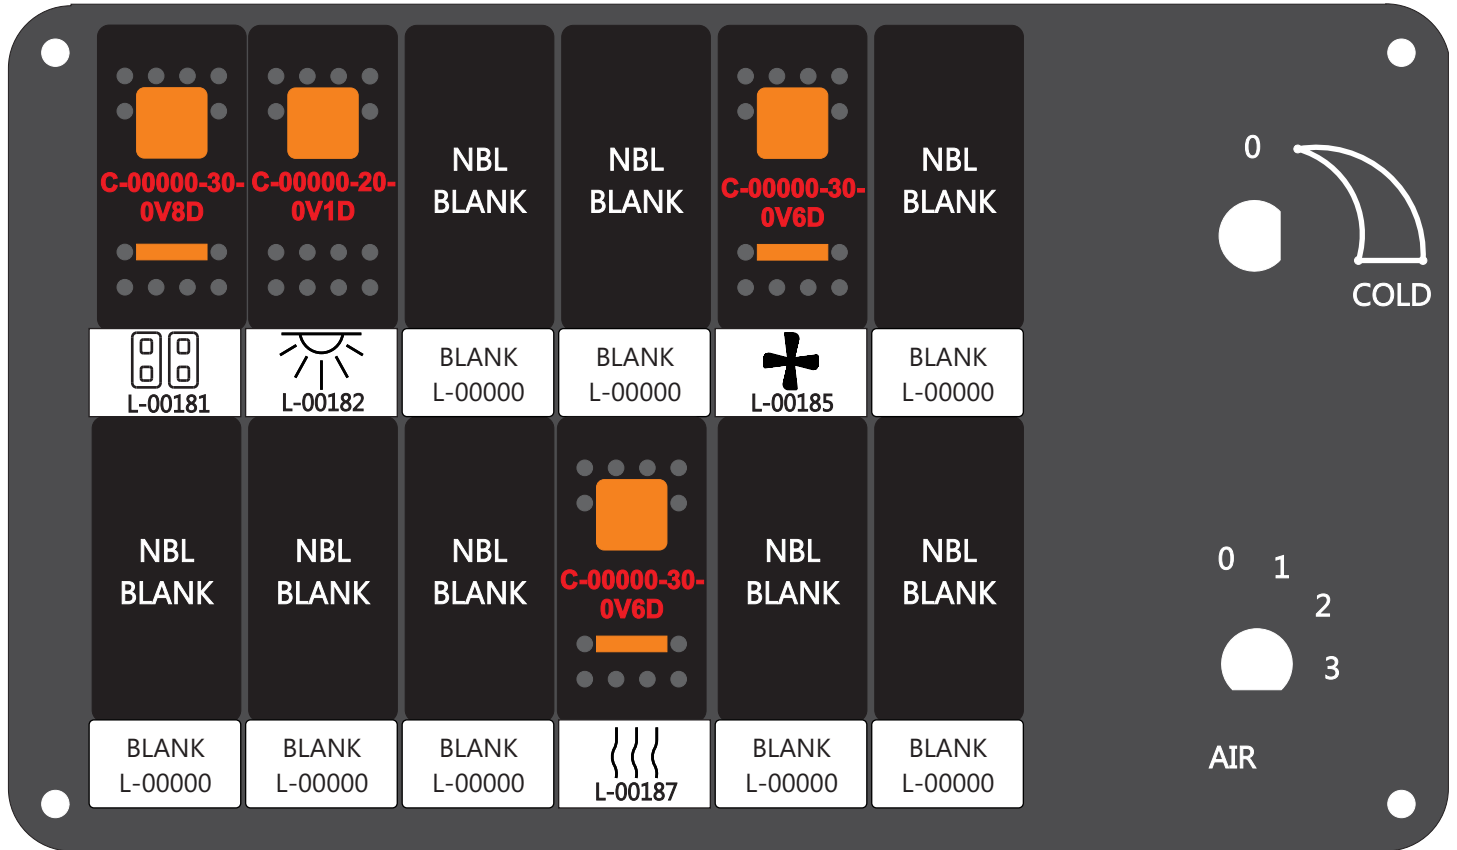 C-00000-30-
0V8D
C-00000-20-
0V1D
NBL
BLANK
NBL
BLANK
C-00000-30-
0V6D
NBL
BLANK
0
COLD
L-00181
L-00182
BLANK
L-00000
BLANK
L-00000
L-00185
BLANK
L-00000
NBL
BLANK
NBL
BLANK
NBL
BLANK
C-00000-30-
0V6D
NBL
BLANK
NBL
BLANK
0
1
2
3
AIR
BLANK
L-00000
BLANK
L-00000
BLANK
L-00000
L-00187
BLANK
L-00000
BLANK
L-00000